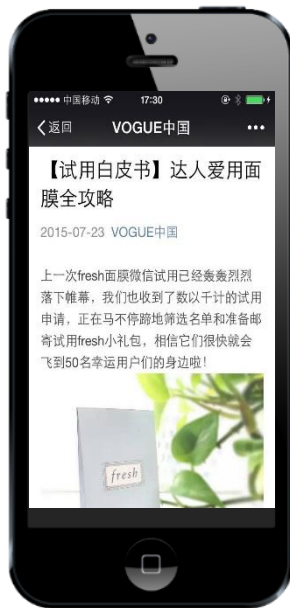 中国移动 17:30
返回 VOGUE中国
【试用白皮书】达人爱用面
膜全攻略
2015-07-23 VOGUE中国
上一次fresh面膜微信试用已经轰轰烈烈
落下帷幕，我们也收到了数以千计的试用
申请，正在马不停蹄地筛选名单和准备邮
寄试用fresh小礼包，相信它们很快就会
飞到50名幸运用户们的身边啦！
fresh